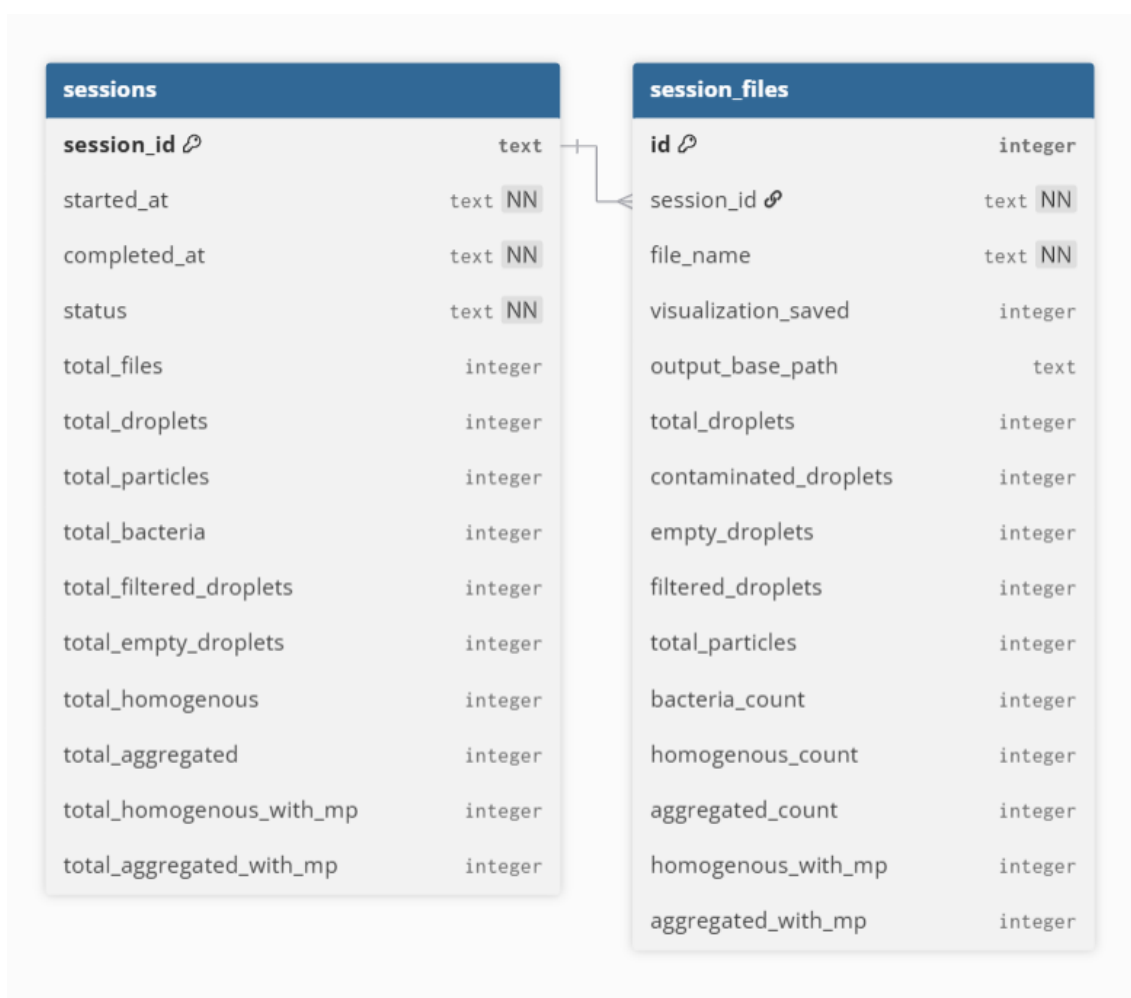 sessions
session_id text
started_at text NN
completed_at text NN
status text NN
total_files integer
total_droplets integer
total_particles integer
total_bacteria integer
total_filtered_droplets integer
total_empty_droplets integer
total_homogenous integer
total_aggregated integer
total_homogenous_with_mp integer
total_aggregated_with_mp integer
session_files
id integer
session_id text NN
file_name text NN
visualization_saved integer
output_base_path text
total_droplets integer
contaminated_droplets integer
empty_droplets integer
filtered_droplets integer
total_particles integer
bacteria_count integer
homogenous_count integer
aggregated_count integer
homogenous_with_mp integer
aggregated_with_mp integer